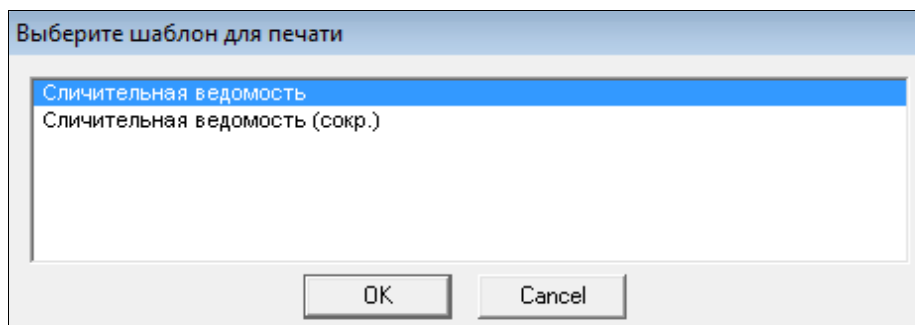 Выберите шаблон для печати
Сличительная ведомость
Сличительная ведомость (сокр.)
OK
Cancel